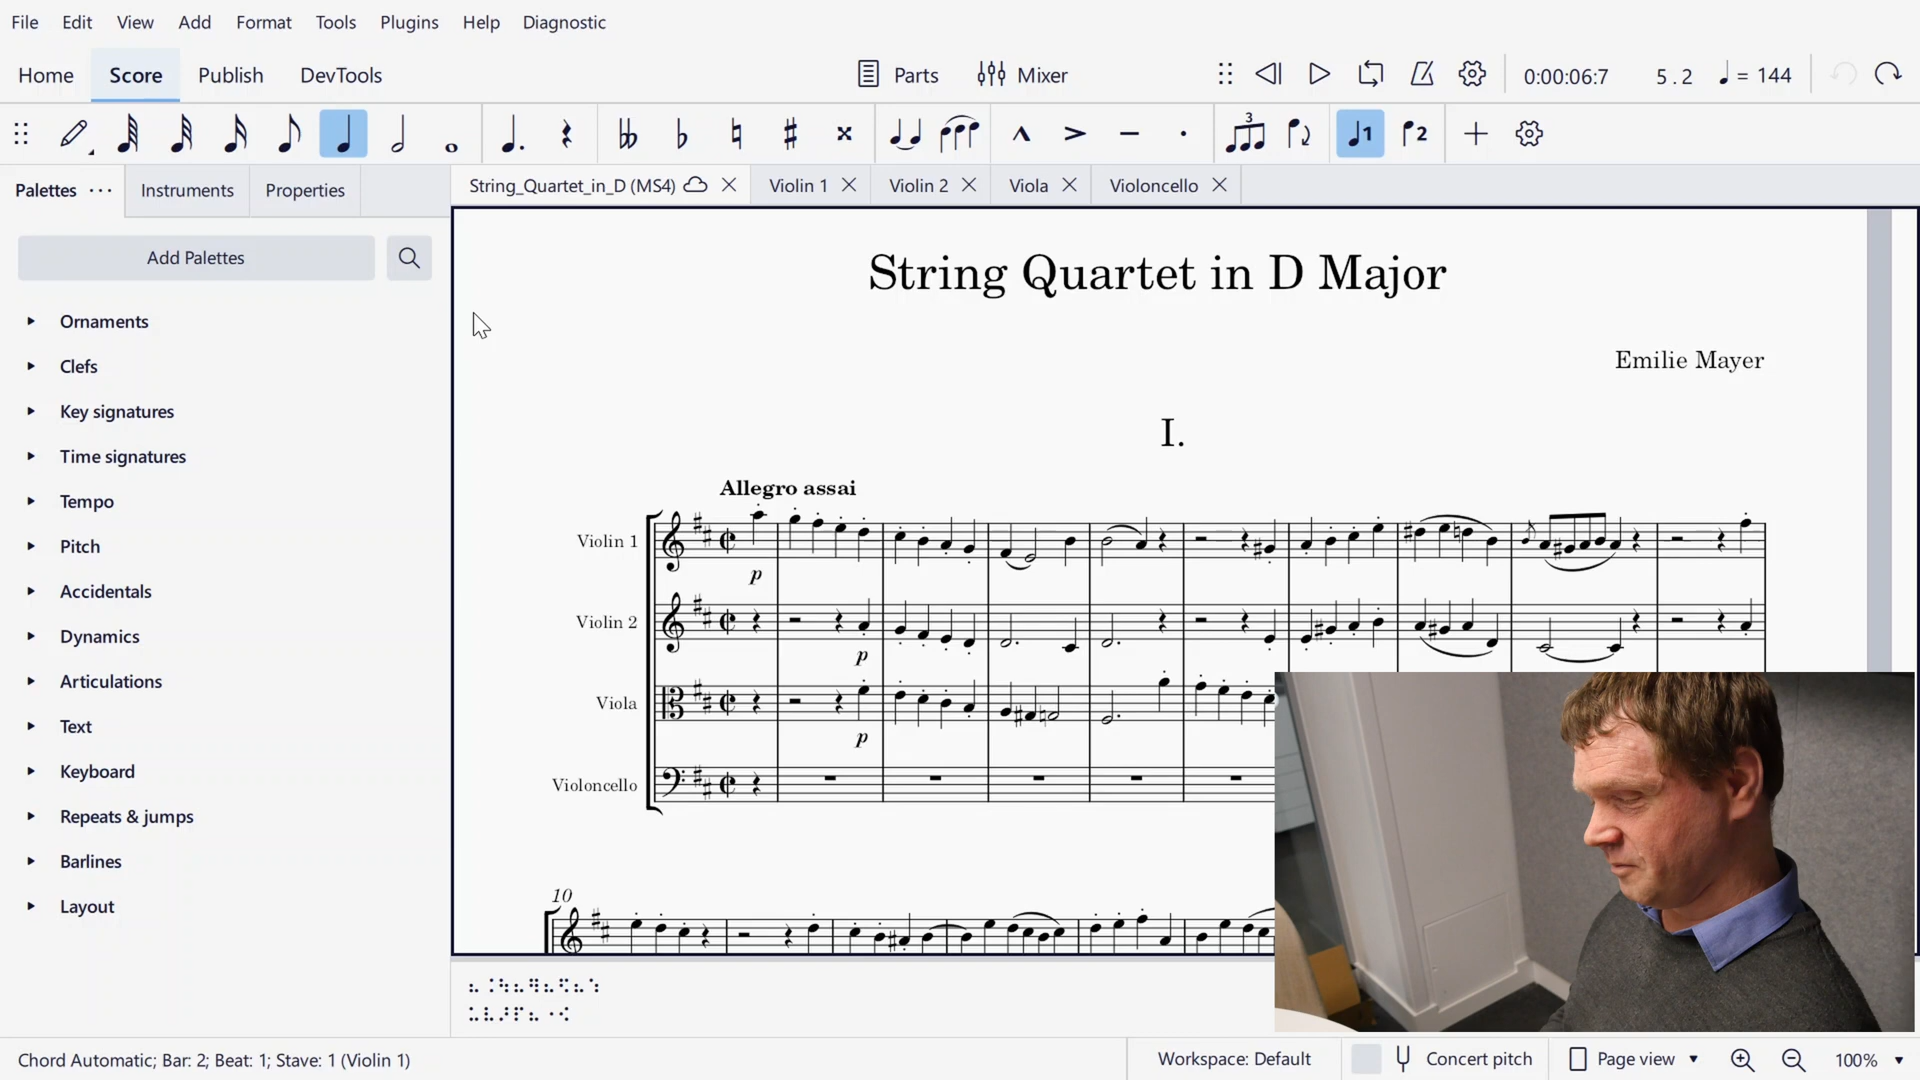 File Edit View Add Format Tools Plugins Help Diagnostic
Home Score Publish DevTools Parts Mixer 0:00:06:7 5 . 2 = 144
3 1 2
Palettes Instruments Properties
String_Quartet_in_D (MS4) Violin 1 Violin 2 Viola Violoncello
Add Palettes
Ornaments
Clefs
Key signatures
Time signatures
Tempo
Pitch
Accidentals
Dynamics
Articulations
Text
Keyboard
Repeats & jumps
Barlines
Layout
String Quartet in D Major
Emilie Mayer
I.
Allegro assai
Violin 1
p
Violin 2
p
Viola
p
Violoncello
10
Chord Automatic; Bar: 2; Beat: 1; Stave: 1 (Violin 1)
Workspace: Default Concert pitch Page view 100%